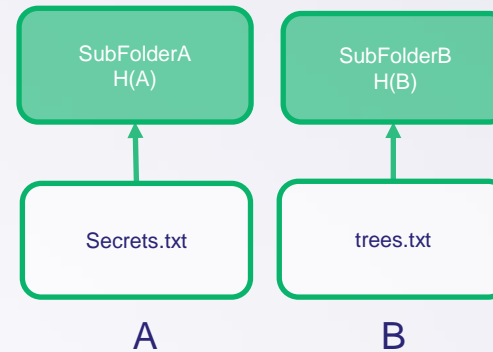 SubFolderA
H(A)
SubFolderB
H(B)
Secrets.txt
trees.txt
A
B